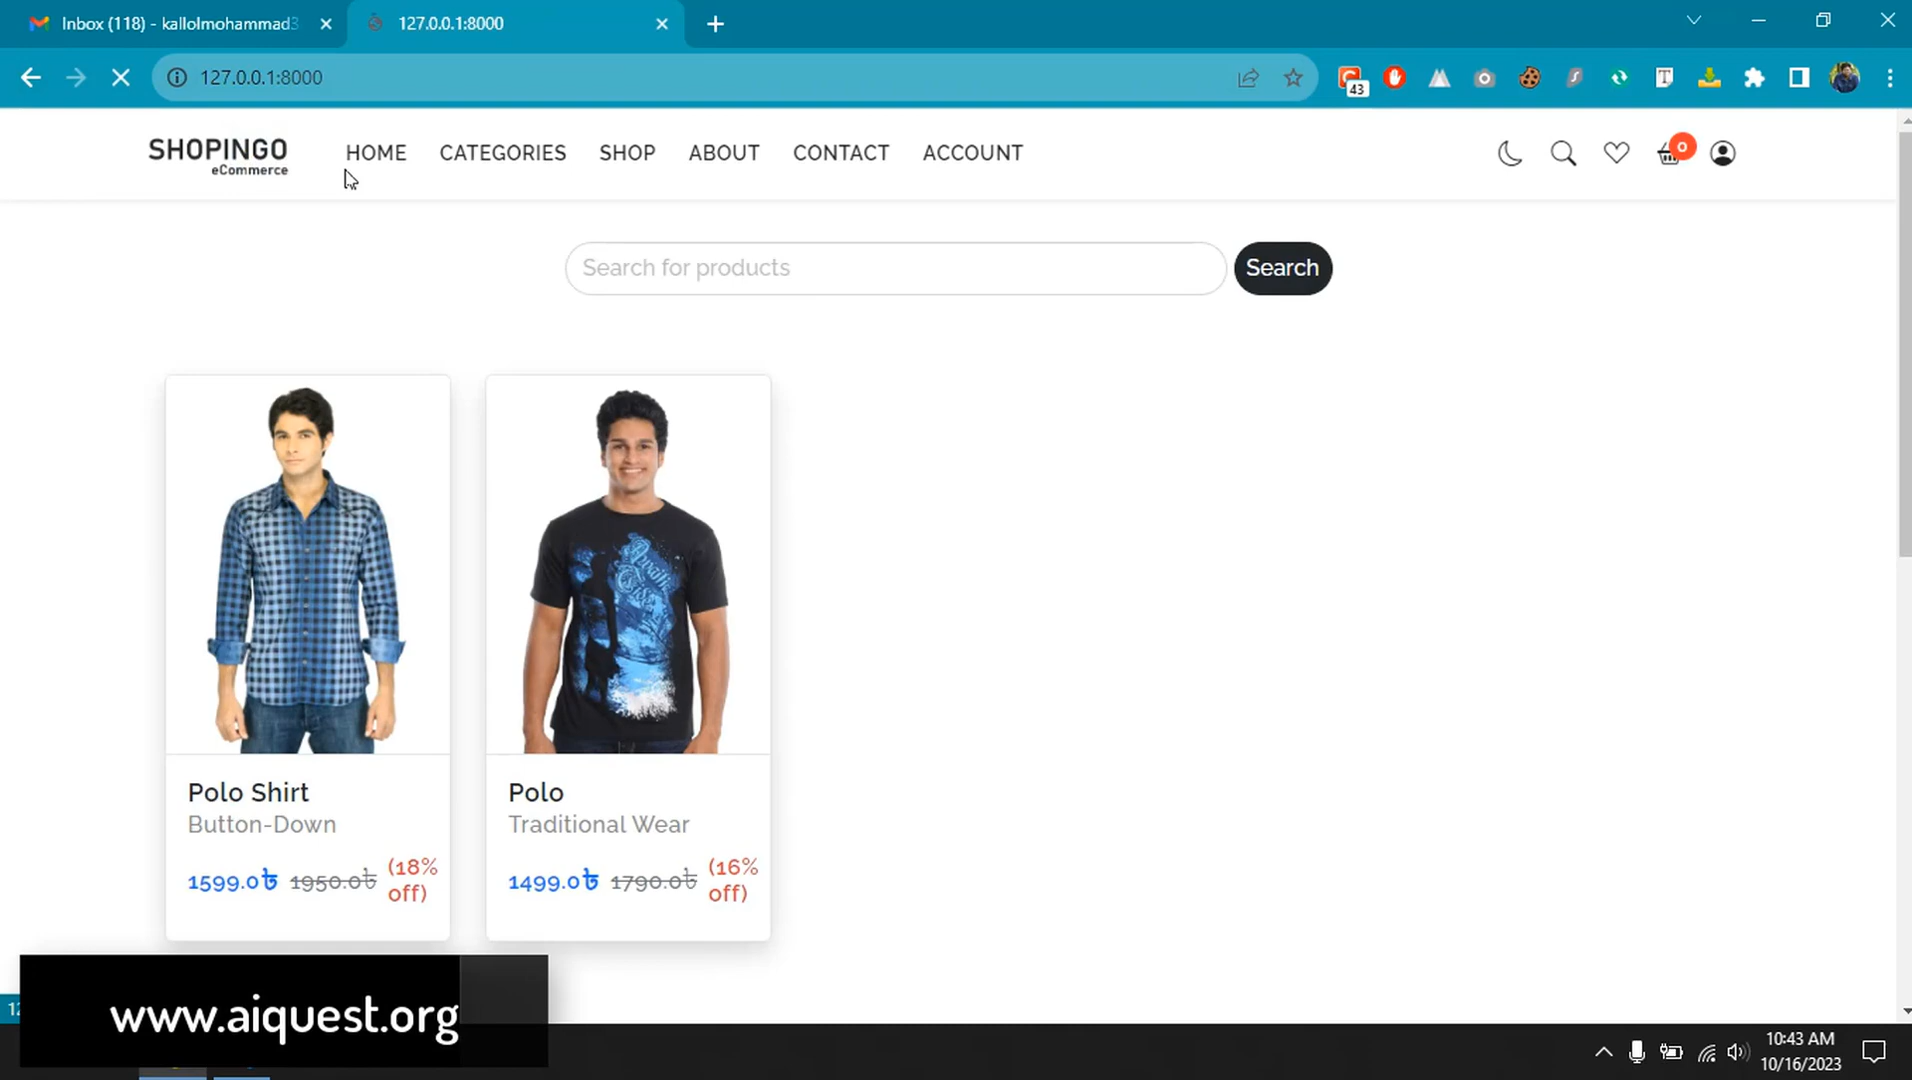 Inbox (118) - kallolmohammad3
127.0.0.1:8000
127.0.0.1:8000
43
SHOPINGO
eCommerce
HOME
CATEGORIES
SHOP
ABOUT
CONTACT
ACCOUNT
0
Search for products
Search
Polo Shirt
Button-Down
1599.0৳ 1950.0৳ (18%
off)
Polo
Traditional Wear
1499.0৳ 1790.0৳ (16%
off)
www.aiquest.org
10:43 AM
10/16/2023